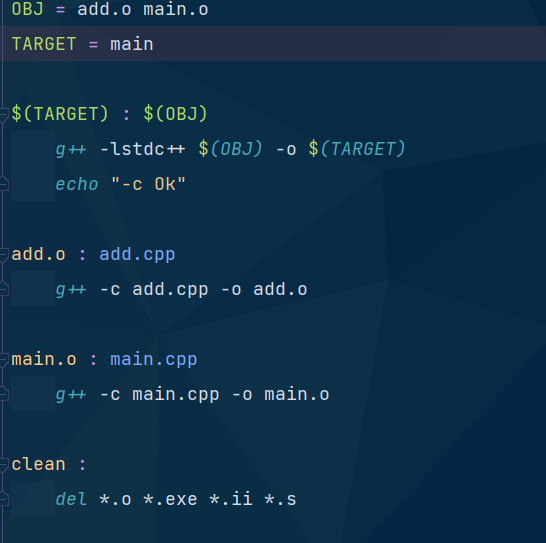 OBJ = add.o main.o
TARGET = main
$(TARGET) : $(OBJ)
g++ -lstdc++ $(OBJ) -o $(TARGET)
echo "-c Ok"
add.o : add.cpp
g++ -c add.cpp -o add.o
main.o : main.cpp
g++ -c main.cpp -o main.o
clean :
del *.o *.exe *.ii *.s